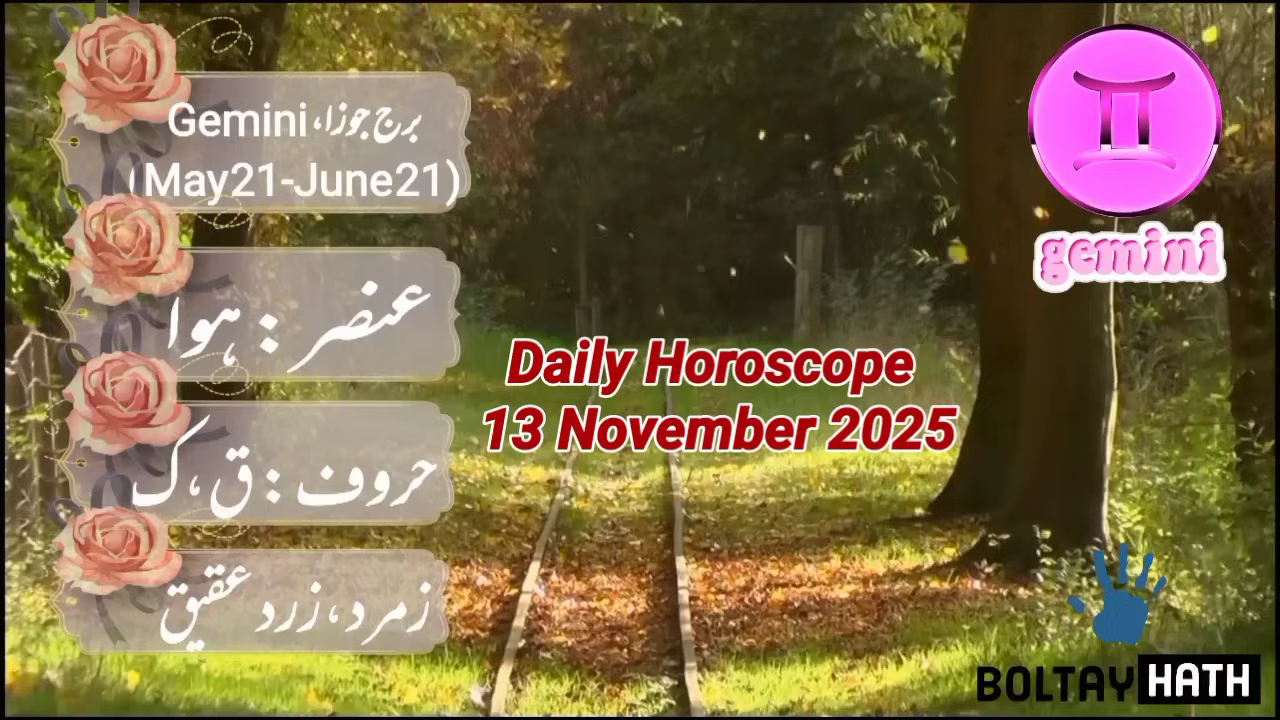 برج جوزا، Gemini
(May21-June21)
عنصر : ہوا
حروف : ق، ک
زمرد، زرد عقیق
Daily Horoscope
13 November 2025
gemini
BOLTAY HATH